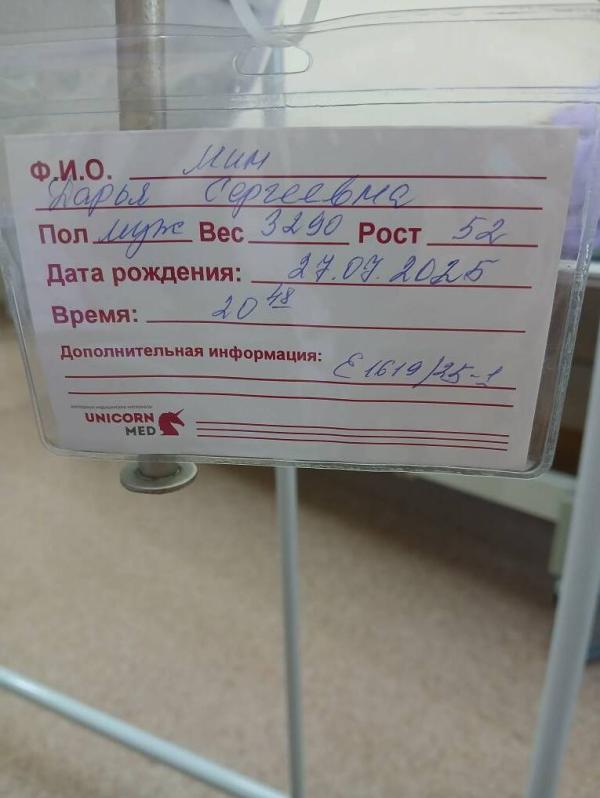 Ф.И.О. Мин
Дарья Сергеевна
Пол муж Вес 3290 Рост 52
Дата рождения: 27.07.2025
Время: 20 48
Дополнительная информация: Е 1619/25-1
UNICORN
MED